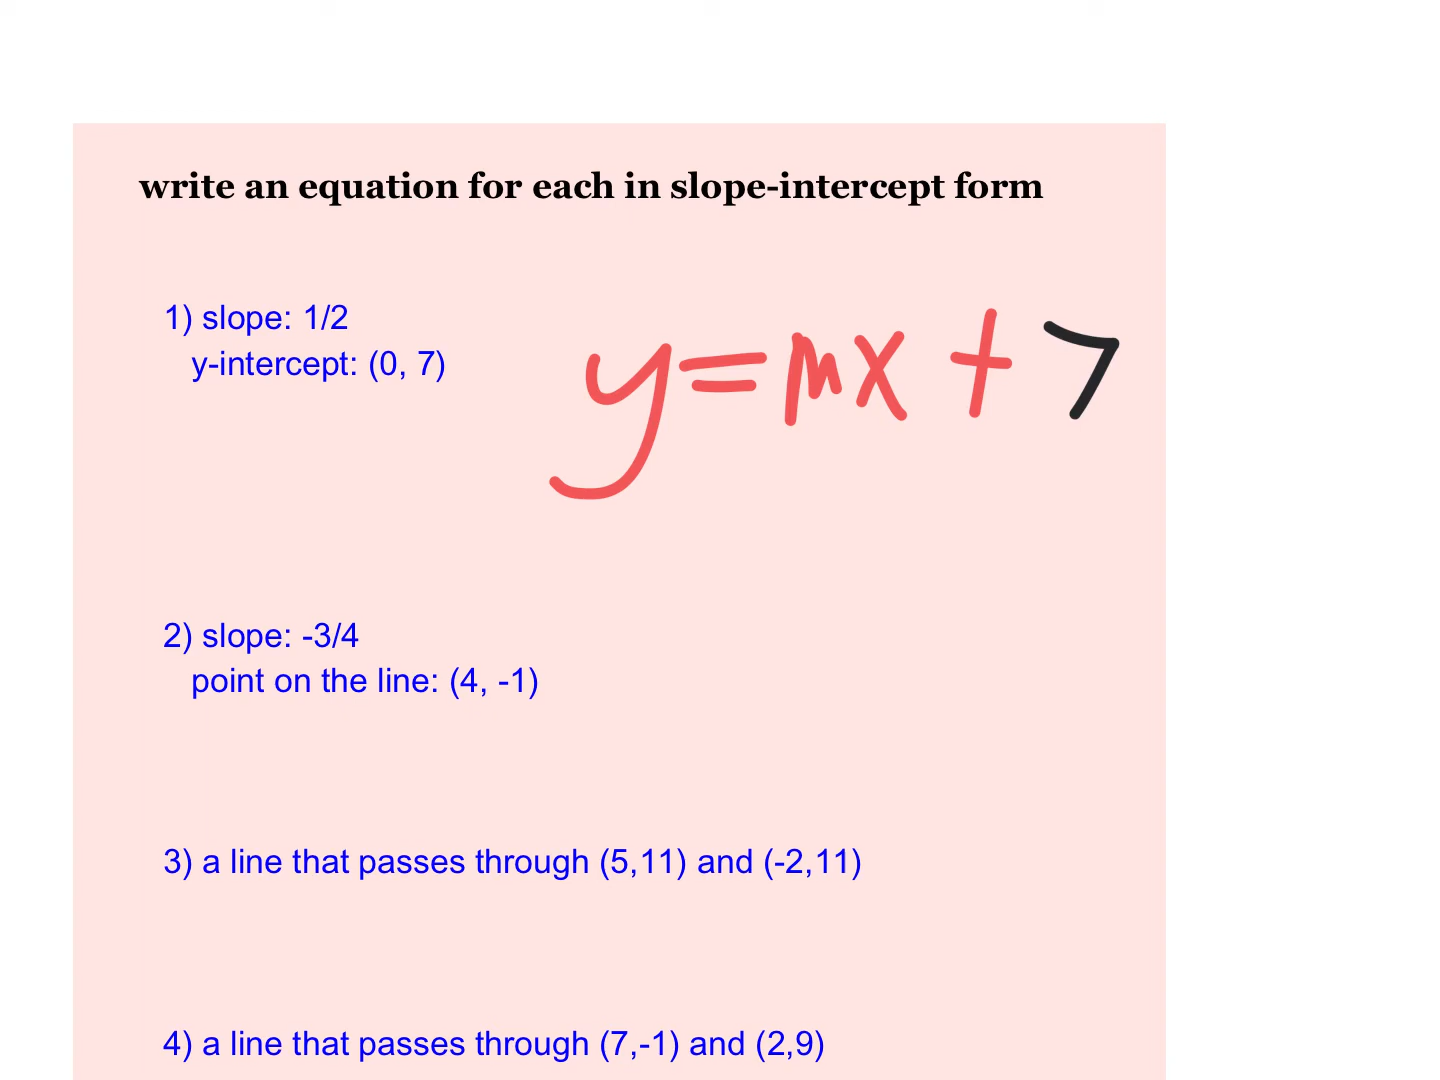 write an equation for each in slope-intercept form
1) slope: 1/2
y-intercept: (0, 7)
y=mx+7
2) slope: -3/4
point on the line: (4, -1)
3) a line that passes through (5,11) and (-2,11)
4) a line that passes through (7,-1) and (2,9)